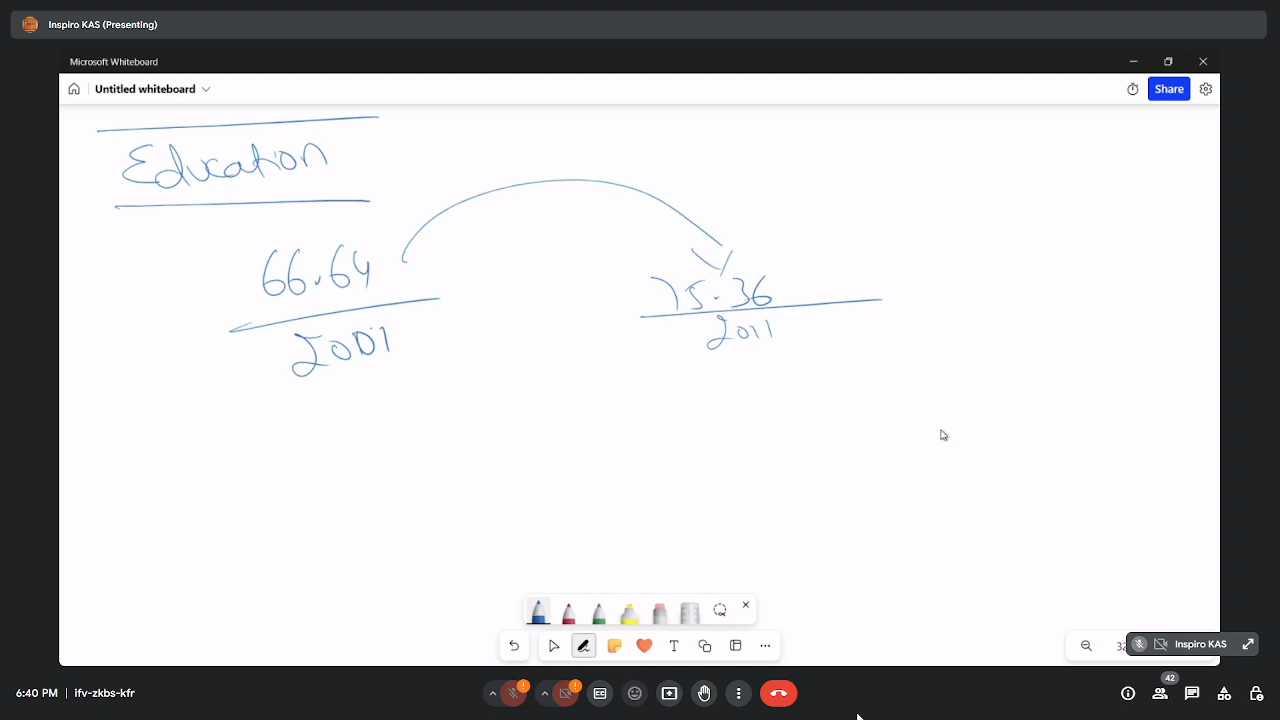 Inspiro KAS (Presenting)
Microsoft Whiteboard
Untitled whiteboard
Share
Education
66.64
2001
75.36
2011
T
Inspiro KAS
42
6:40 PM | ifv-zkbs-kfr